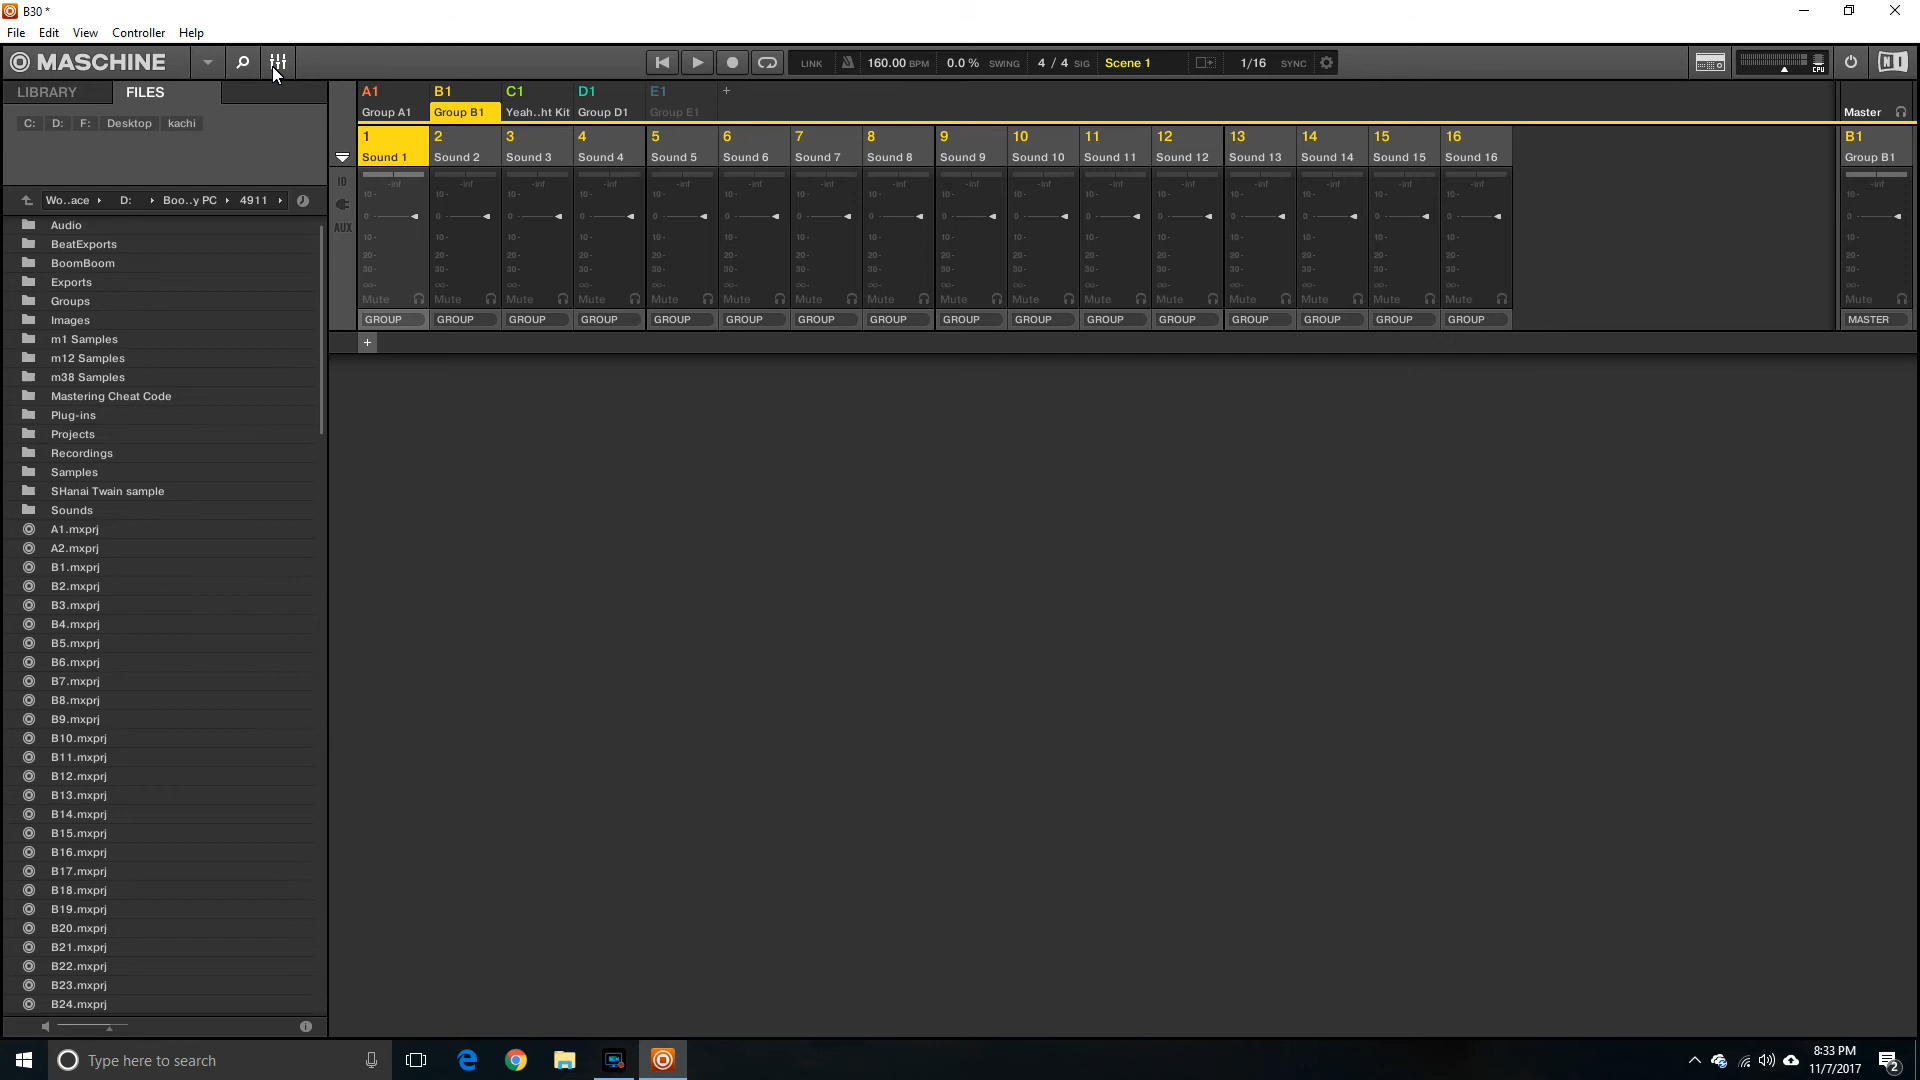 B30 *
File Edit View Controller Help
MASCHINE
LINK 160.00 BPM 0.0 % SWING 4 / 4 SIG Scene 1 1/16 SYNC
CPU
LIBRARY FILES
C: D: F: Desktop kachi
Wo..ace D: Boo..y PC 4911
Audio
BeatExports
BoomBoom
Exports
Groups
Images
m1 Samples
m12 Samples
m38 Samples
Mastering Cheat Code
Plug-ins
Projects
Recordings
Samples
SHanai Twain sample
Sounds
A1.mxprj
A2.mxprj
B1.mxprj
B2.mxprj
B3.mxprj
B4.mxprj
B5.mxprj
B6.mxprj
B7.mxprj
B8.mxprj
B9.mxprj
B10.mxprj
B11.mxprj
B12.mxprj
B13.mxprj
B14.mxprj
B15.mxprj
B16.mxprj
B17.mxprj
B18.mxprj
B19.mxprj
B20.mxprj
B21.mxprj
B22.mxprj
B23.mxprj
B24.mxprj
A1 B1 C1 D1 E1 +
Group A1 Group B1 Yeah..ht Kit Group D1 Group E1 Master
1 2 3 4 5 6 7 8 9 10 11 12 13 14 15 16 B1
Sound 1 Sound 2 Sound 3 Sound 4 Sound 5 Sound 6 Sound 7 Sound 8 Sound 9 Sound 10 Sound 11 Sound 12 Sound 13 Sound 14 Sound 15 Sound 16 Group B1
IO -inf -inf -inf -inf -inf -inf -inf -inf -inf -inf -inf -inf -inf -inf -inf -inf -inf
10- 10- 10- 10- 10- 10- 10- 10- 10- 10- 10- 10- 10- 10- 10- 10- 10-
0 0 0 0 0 0 0 0 0 0 0 0 0 0 0 0 0
AUX
10- 10- 10- 10- 10- 10- 10- 10- 10- 10- 10- 10- 10- 10- 10- 10- 10-
20- 20- 20- 20- 20- 20- 20- 20- 20- 20- 20- 20- 20- 20- 20- 20- 20-
30- 30- 30- 30- 30- 30- 30- 30- 30- 30- 30- 30- 30- 30- 30- 30- 30-
∞- ∞- ∞- ∞- ∞- ∞- ∞- ∞- ∞- ∞- ∞- ∞- ∞- ∞- ∞- ∞- ∞-
Mute Mute Mute Mute Mute Mute Mute Mute Mute Mute Mute Mute Mute Mute Mute Mute Mute
GROUP GROUP GROUP GROUP GROUP GROUP GROUP GROUP GROUP GROUP GROUP GROUP GROUP GROUP GROUP GROUP MASTER
+
Type here to search
8:33 PM
11/7/2017
2